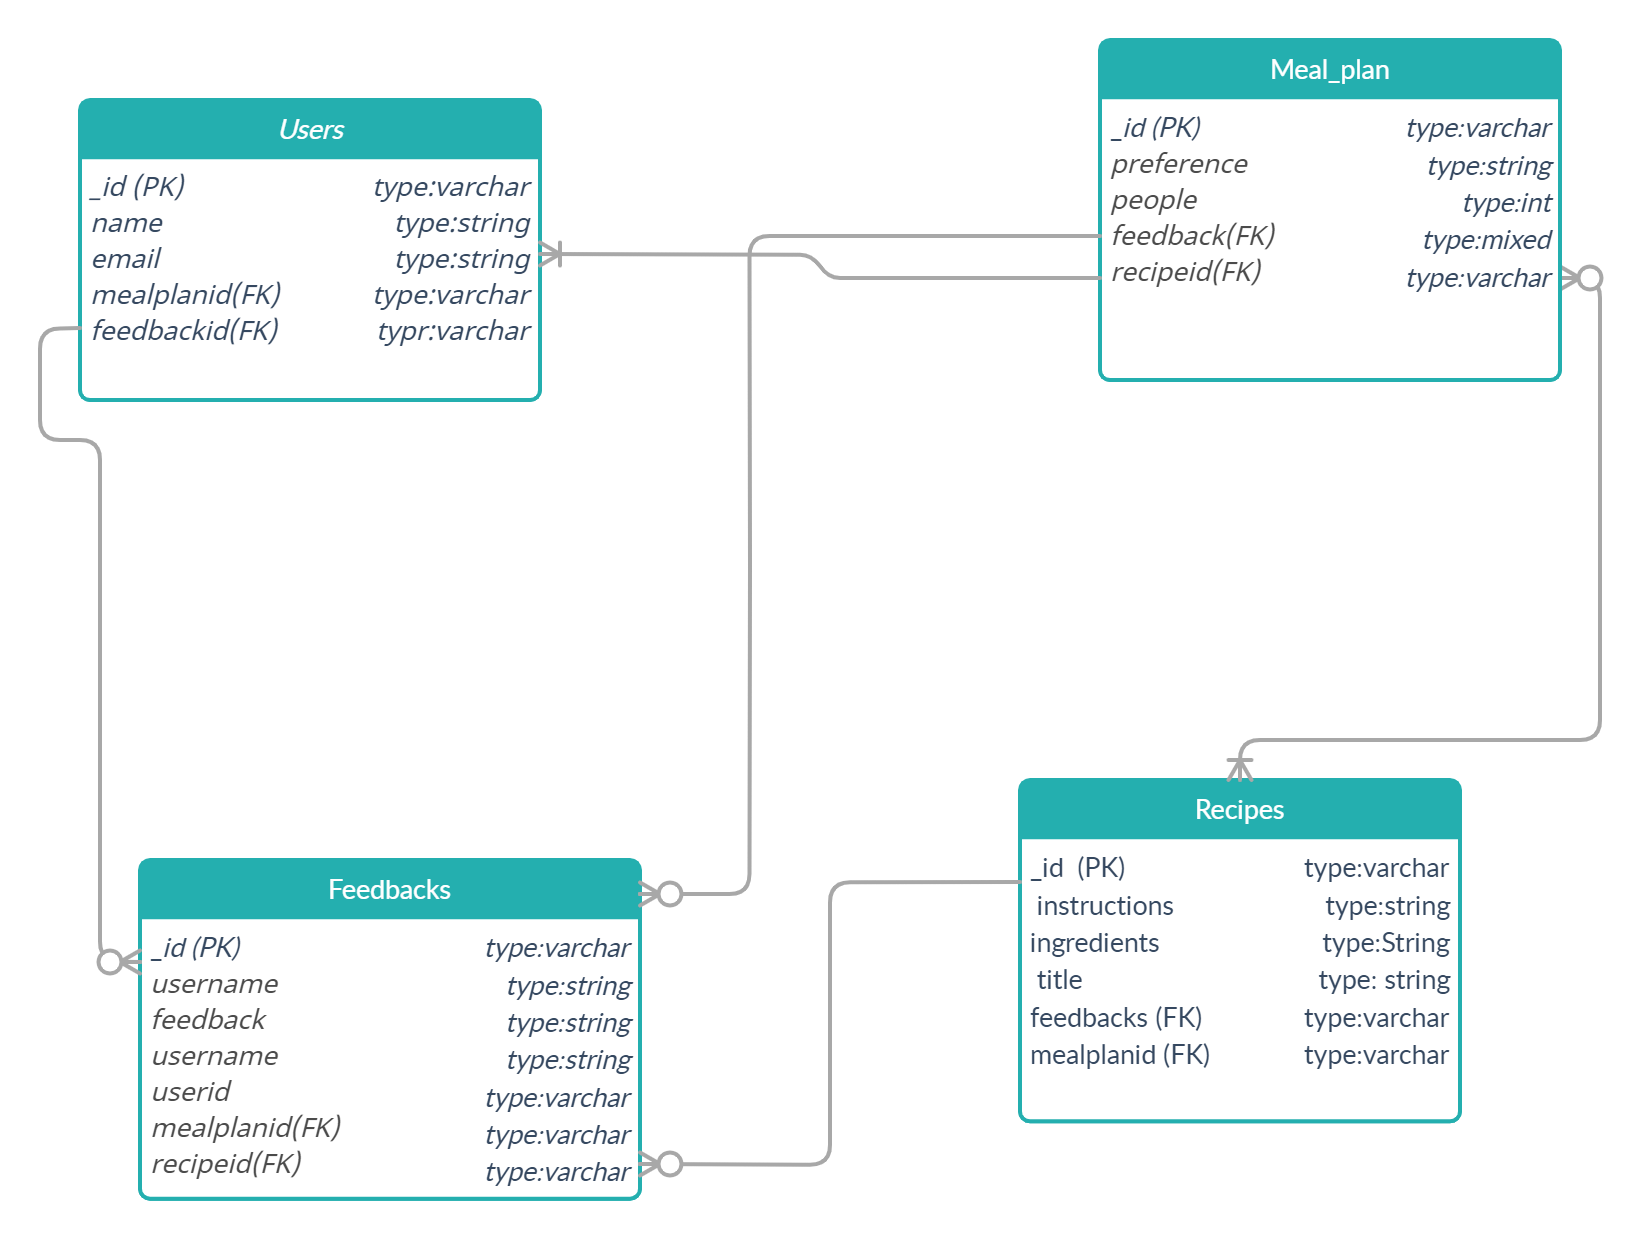 Users
_id (PK) type:varchar
name type:string
email type:string
mealplanid(FK) type:varchar
feedbackid(FK) typr:varchar
Meal_plan
_id (PK) type:varchar
preference type:string
people type:int
feedback(FK) type:mixed
recipeid(FK) type:varchar
Feedbacks
_id (PK) type:varchar
username type:string
feedback type:string
username type:string
userid type:varchar
mealplanid(FK) type:varchar
recipeid(FK) type:varchar
Recipes
_id (PK) type:varchar
instructions type:string
ingredients type:String
title type: string
feedbacks (FK) type:varchar
mealplanid (FK) type:varchar